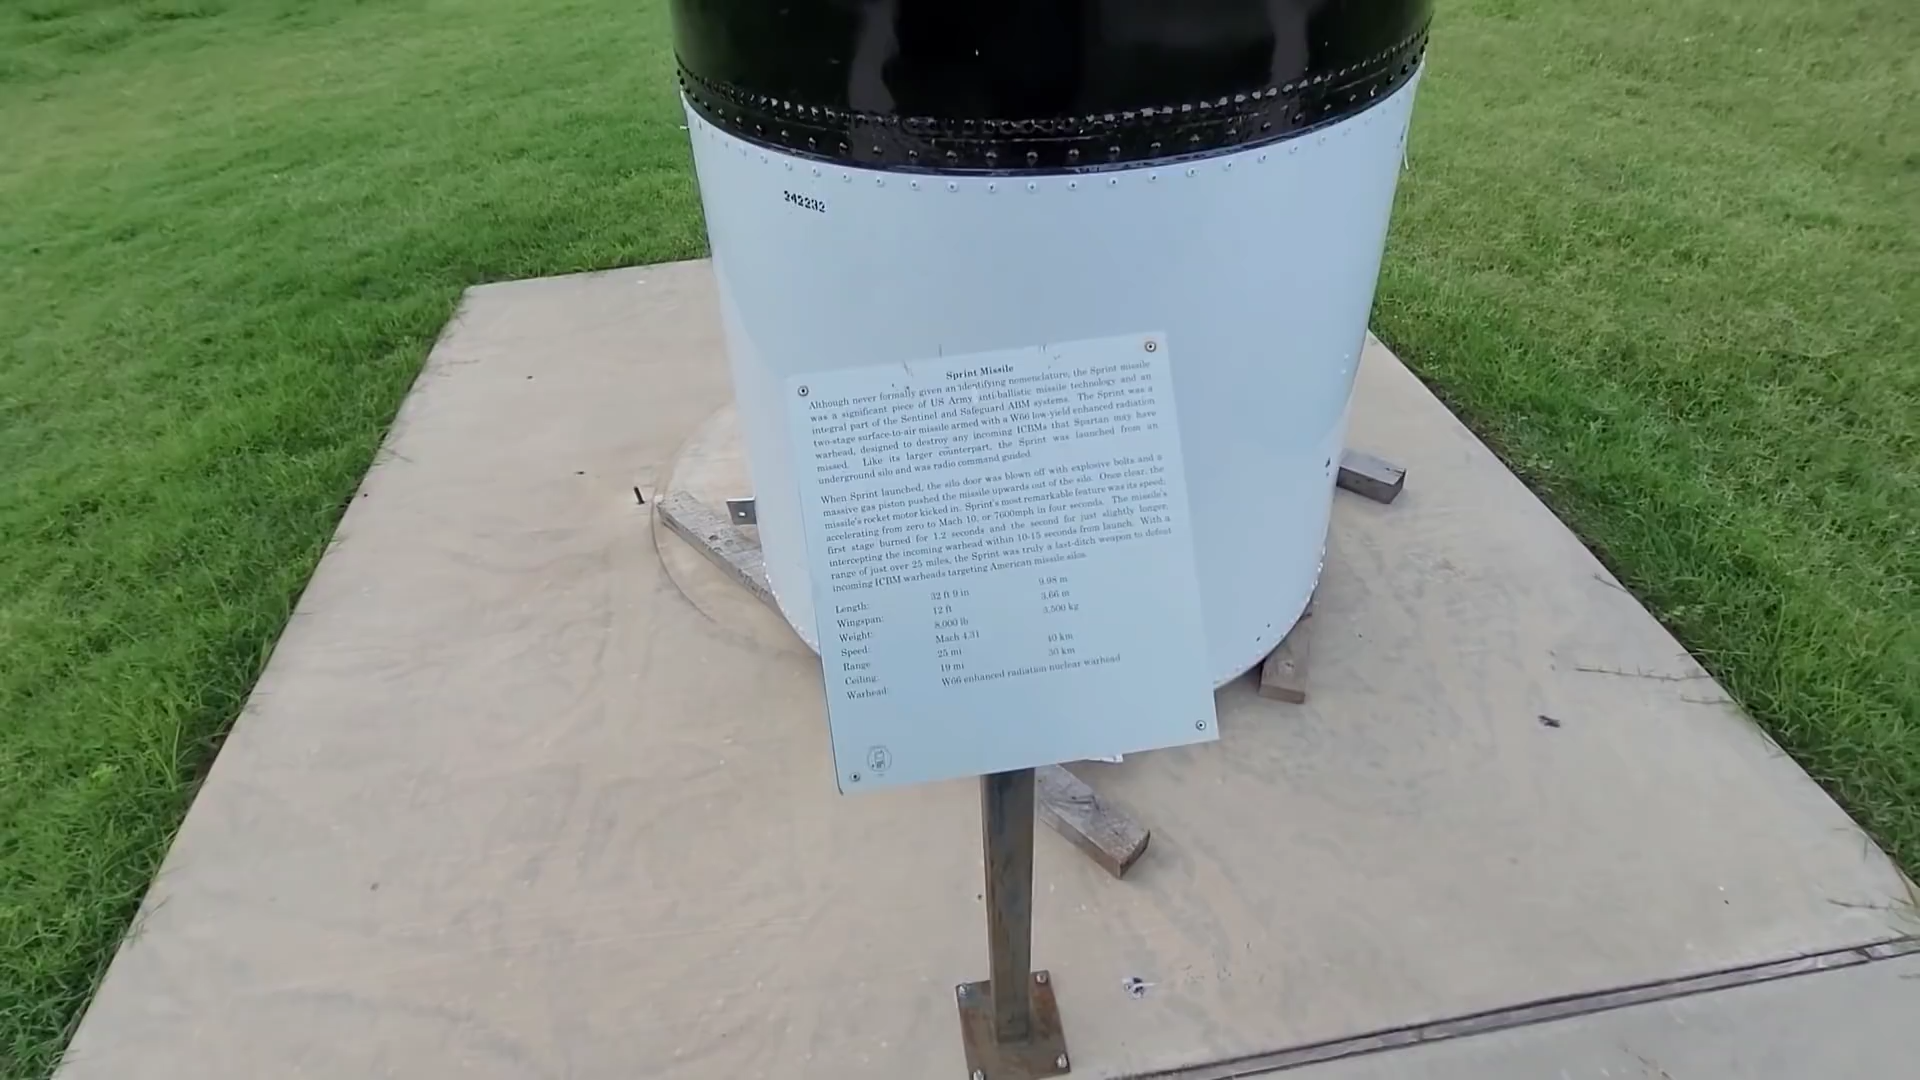 242232
Sprint Missile
Although never formally given an identifying nomenclature, the Sprint missile
was a significant piece of US Army anti-ballistic missile technology and an
integral part of the Sentinel and Safeguard ABM systems. The Sprint was a
two-stage surface-to-air missile armed with a W66 low-yield enhanced radiation
warhead, designed to destroy any incoming ICBMs that Spartan may have
missed. Like its larger counterpart, the Sprint was launched from an
underground silo and was radio command guided.
When Sprint launched, the silo door was blown off with explosive bolts and a
massive gas piston pushed the missile upwards out of the silo. Once clear, the
missile's rocket motor kicked in. Sprint's most remarkable feature was its speed;
accelerating from zero to Mach 10, or 7600mph in four seconds. The missile's
first stage burned for 1.2 seconds and the second for just slightly longer,
intercepting the incoming warhead within 10-15 seconds from launch. With a
range of just over 25 miles, the Sprint was truly a last-ditch weapon to defeat
incoming ICBM warheads targeting American missile silos.
Length: 32 ft 9 in 9.98 m
Wingspan: 12 ft 3.66 m
Weight: 8,000 lb 3,500 kg
Speed: Mach 4.31
Range 25 mi 40 km
Ceiling: 19 mi 30 km
Warhead: W66 enhanced radiation nuclear warhead